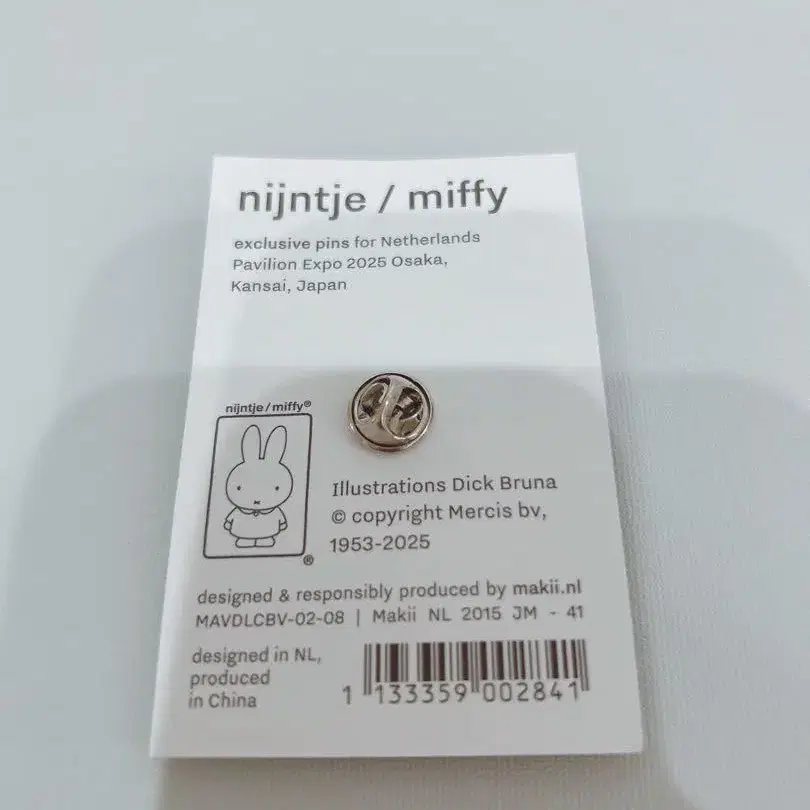 nijntje / miffy
exclusive pins for Netherlands
Pavilion Expo 2025 Osaka,
Kansai, Japan
nijntje / miffy®
®
Illustrations Dick Bruna
© copyright Mercis bv,
1953-2025
designed & responsibly produced by makii.nl
MAVDLCBV-02-08 | Makii NL 2015 JM - 41
designed in NL,
produced
in China
1 133359 002841